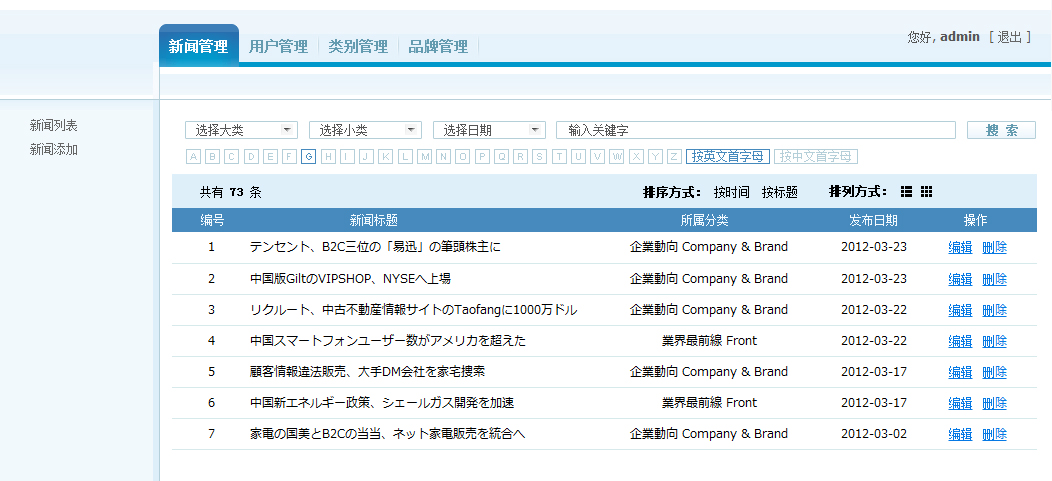 新闻管理 用户管理 类别管理 品牌管理 您好, admin [ 退出 ]
新闻列表
新闻添加
选择大类 选择小类 选择日期 输入关键字 搜 索
A B C D E F G H I J K L M N O P Q R S T U V W X Y Z 按英文首字母 按中文首字母
共有 73 条 排序方式： 按时间 按标题 排列方式：
编号 新闻标题 所属分类 发布日期 操作
1 テンセント、B2C三位の「易迅」の筆頭株主に 企業動向 Company & Brand 2012-03-23 编辑 删除
2 中国版GiltのVIPSHOP、NYSEへ上場 企業動向 Company & Brand 2012-03-23 编辑 删除
3 リクルート、中古不動産情報サイトのTaofangに1000万ドル 企業動向 Company & Brand 2012-03-22 编辑 删除
4 中国スマートフォンユーザー数がアメリカを超えた 業界最前線 Front 2012-03-22 编辑 删除
5 顧客情報違法販売、大手DM会社を家宅捜索 企業動向 Company & Brand 2012-03-17 编辑 删除
6 中国新エネルギー政策、シェールガス開発を加速 業界最前線 Front 2012-03-17 编辑 删除
7 家電の国美とB2Cの当当、ネット家電販売を統合へ 企業動向 Company & Brand 2012-03-02 编辑 删除